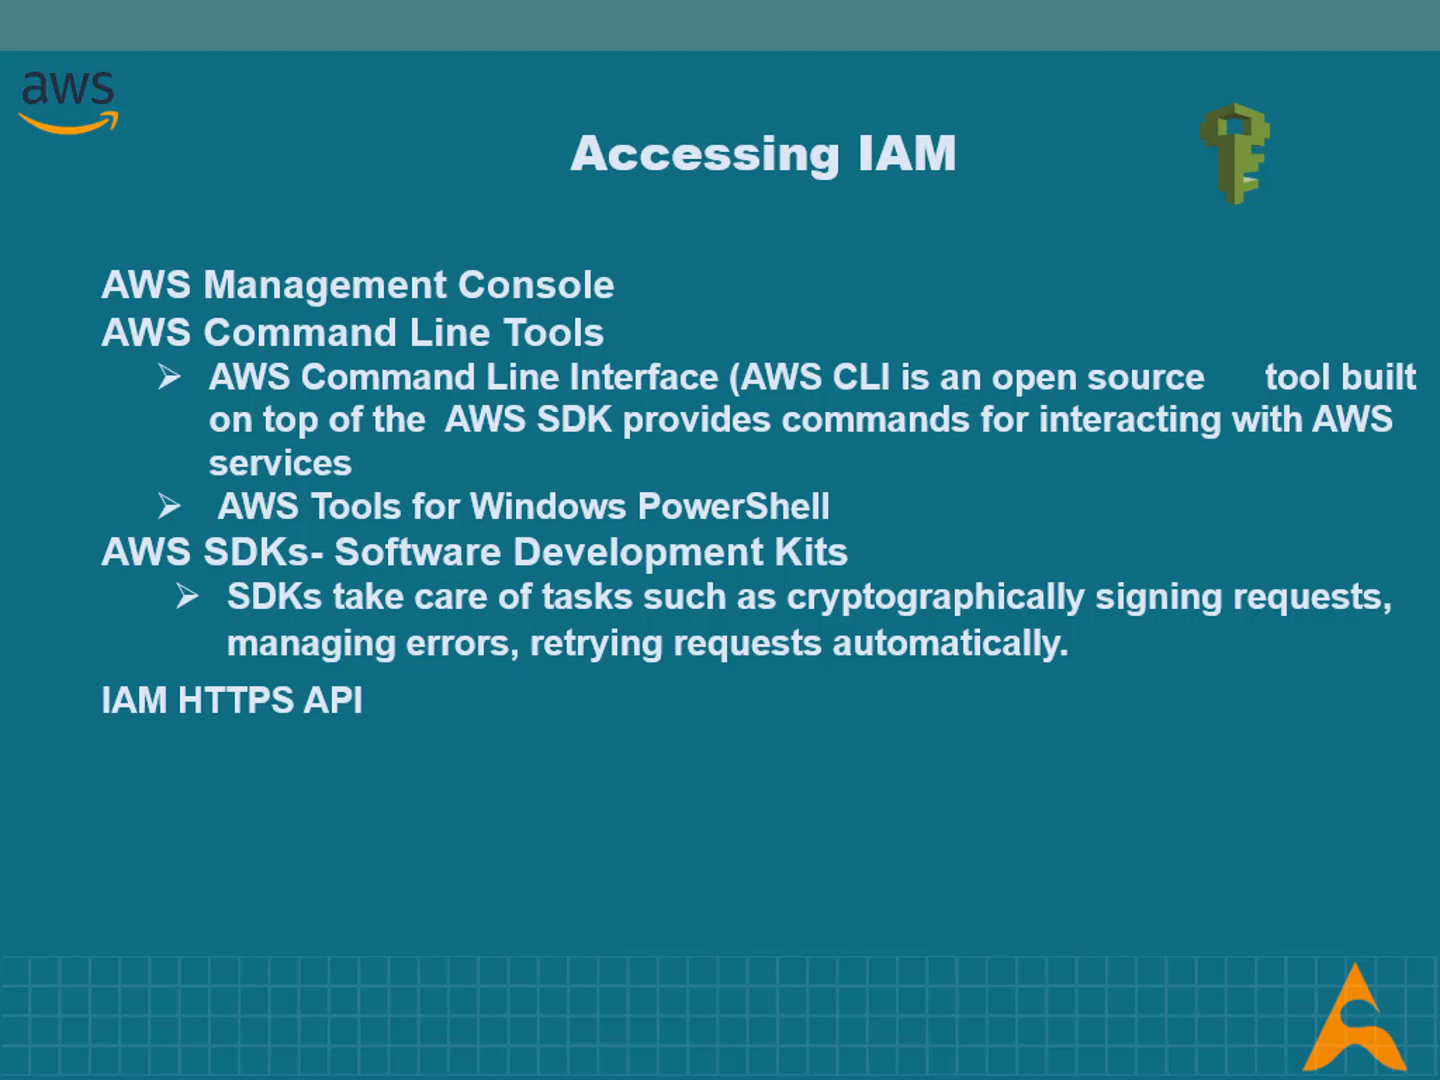 aws
Accessing IAM
AWS Management Console
AWS Command Line Tools
AWS Command Line Interface (AWS CLI is an open source tool built
on top of the AWS SDK provides commands for interacting with AWS
services
AWS Tools for Windows PowerShell
AWS SDKs- Software Development Kits
SDKs take care of tasks such as cryptographically signing requests,
managing errors, retrying requests automatically.
IAM HTTPS API